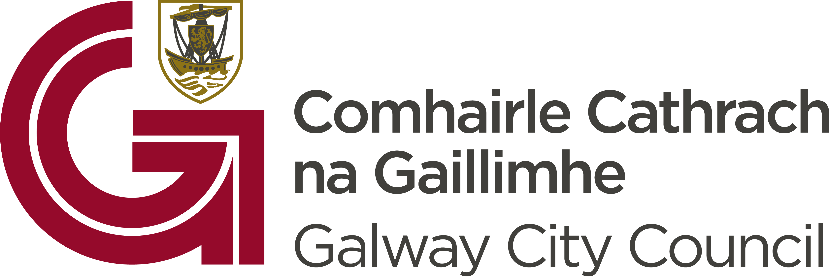 Comhairle Cathrach
na Gaillimhe
Galway City Council